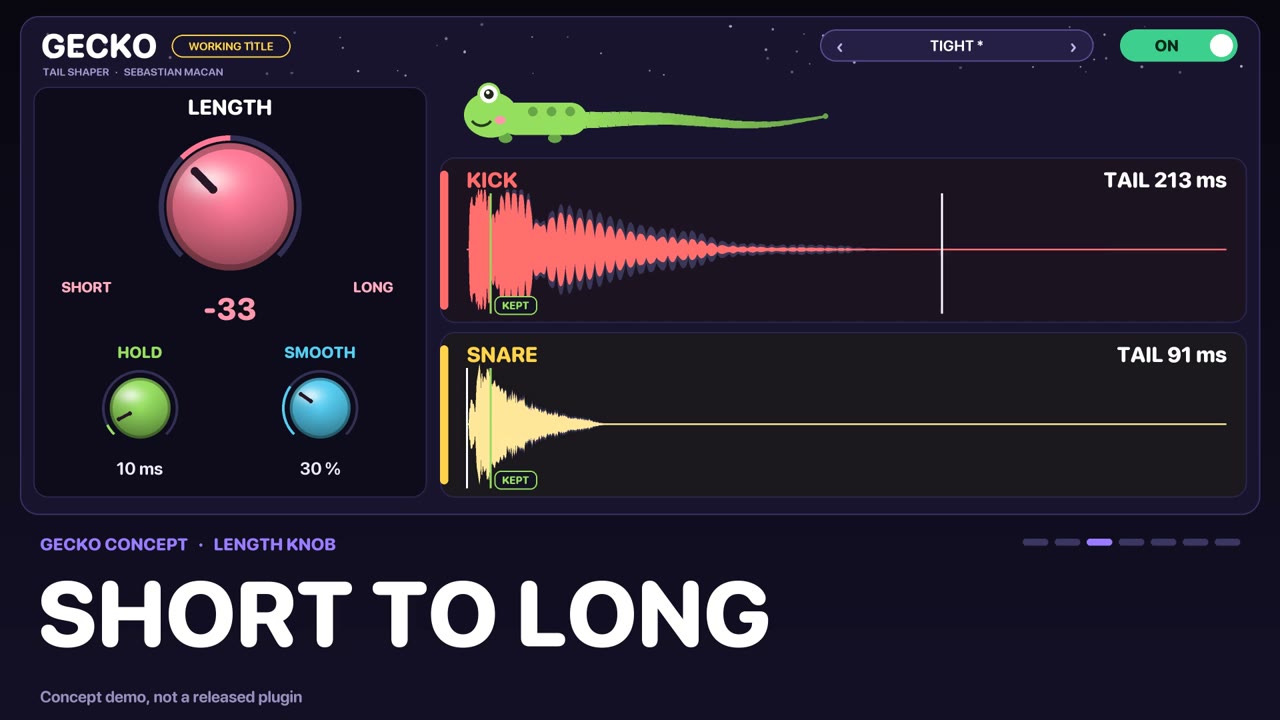 GECKO
WORKING TITLE
TAIL SHAPER · SEBASTIAN MACAN
‹ TIGHT * ›
ON
LENGTH
SHORT
LONG
-33
HOLD
SMOOTH
10 ms
30 %
KICK
TAIL 213 ms
KEPT
SNARE
TAIL 91 ms
KEPT
GECKO CONCEPT · LENGTH KNOB
SHORT TO LONG
Concept demo, not a released plugin